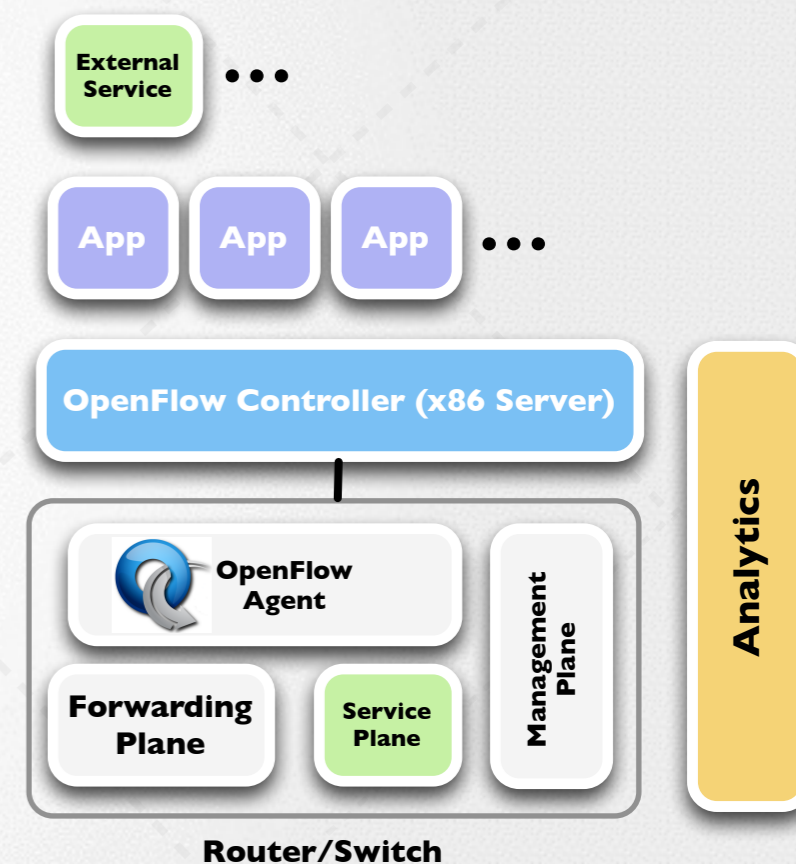 External
Service
•••
App
App
App
•••
OpenFlow Controller (x86 Server)
OpenFlow
Agent
Management
Plane
Forwarding
Plane
Service
Plane
Router/Switch
Analytics